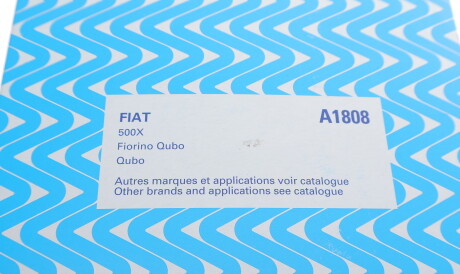 FIAT A1808
500X
Fiorino Qubo
Qubo
Autres marques et applications voir catalogue
Other brands and applications see catalogue